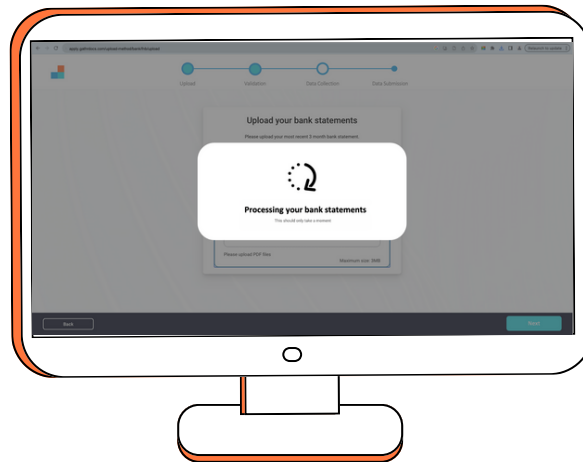 Upload
Validation
Data Collection
Data Submission
Upload your bank statements
Please upload your most recent 3 month bank statement.
Processing your bank statements
This should only take a moment
Please upload PDF files
Maximum size: 8MB
Back
Next